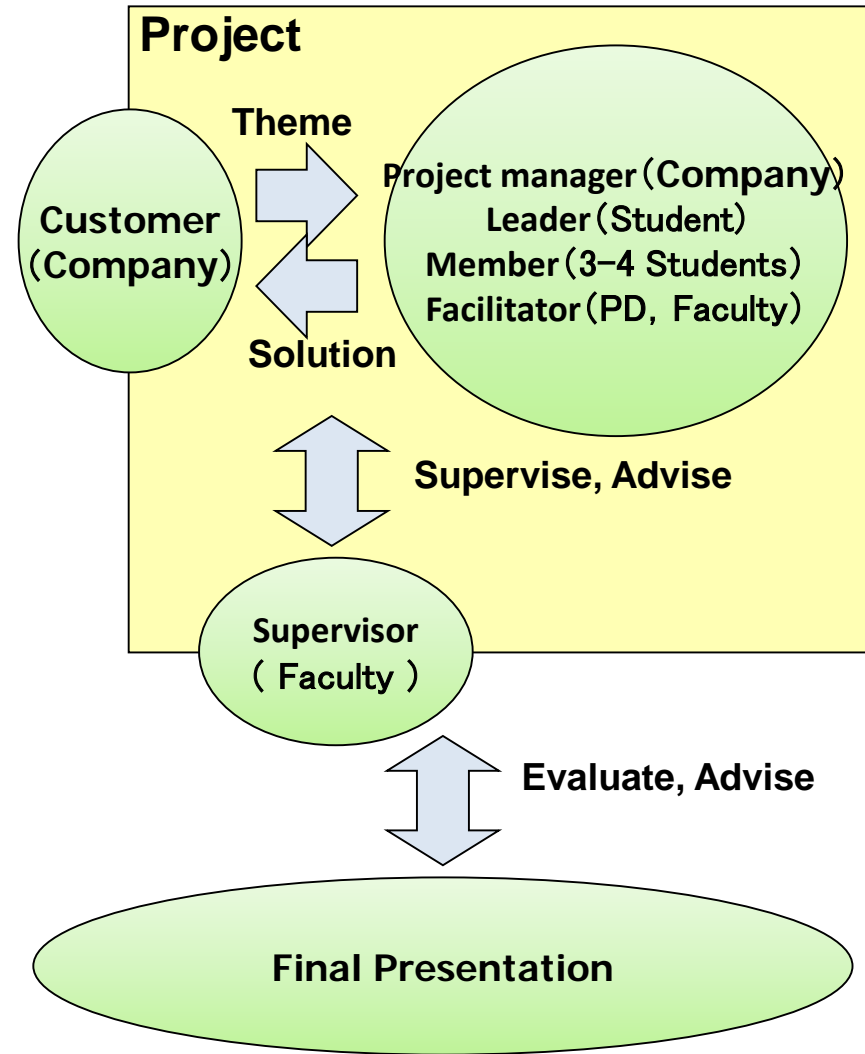 Project
Theme
Customer
（Company）
Project manager（Company）
Leader（Student）
Member（3−4 Students）
Facilitator（PD，Faculty）
Solution
Supervise, Advise
Supervisor
（ Faculty ）
Evaluate, Advise
Final Presentation